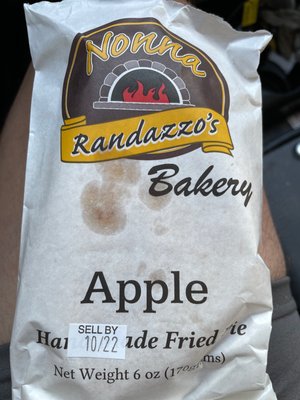 Nonna
Randazzo's
Bakery
Apple
SELL BY
10/22
Net Weight 6 oz
Fried